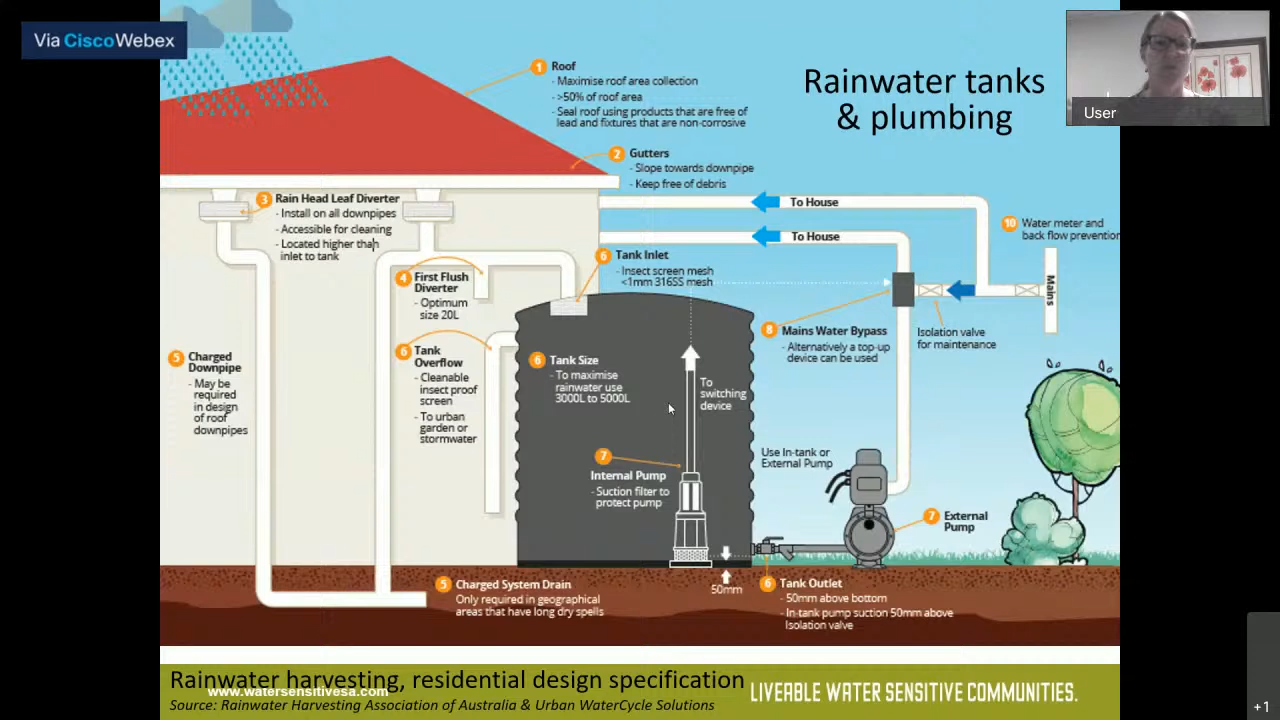 Via CiscoWebex
User
Rainwater tanks
& plumbing
1 Roof
- Maximise roof area collection
- >50% of roof area
- Seal roof using products that are free of
lead and fixtures that are non-corrosive
2 Gutters
- Slope towards downpipe
- Keep free of debris
3 Rain Head Leaf Diverter
- Install on all downpipes
- Accessible for cleaning
- Located higher than
inlet to tank
To House
To House
10 Water meter and
back flow prevention
Mains
6 Tank Inlet
- Insect screen mesh
<1mm 316SS mesh
4 First Flush
Diverter
- Optimum
size 20L
8 Mains Water Bypass
- Alternatively a top-up
device can be used
Isolation valve
for maintenance
5 Charged
Downpipe
- May be
required
in design
of roof
downpipes
6 Tank
Overflow
- Cleanable
insect proof
screen
- To urban
garden or
stormwater
6 Tank Size
- To maximise
rainwater use
3000L to 5000L
To
switching
device
7
Internal Pump
- Suction filter to
protect pump
Use In-tank or
External Pump
7 External
Pump
5 Charged System Drain
Only required in geographical
areas that have long dry spells
50mm
6 Tank Outlet
- 50mm above bottom
- In-tank pump suction 50mm above
Isolation valve
Rainwater harvesting, residential design specification
www.watersensitivesa.com
Source: Rainwater Harvesting Association of Australia & Urban WaterCycle Solutions
LIVEABLE WATER SENSITIVE COMMUNITIES.
+1